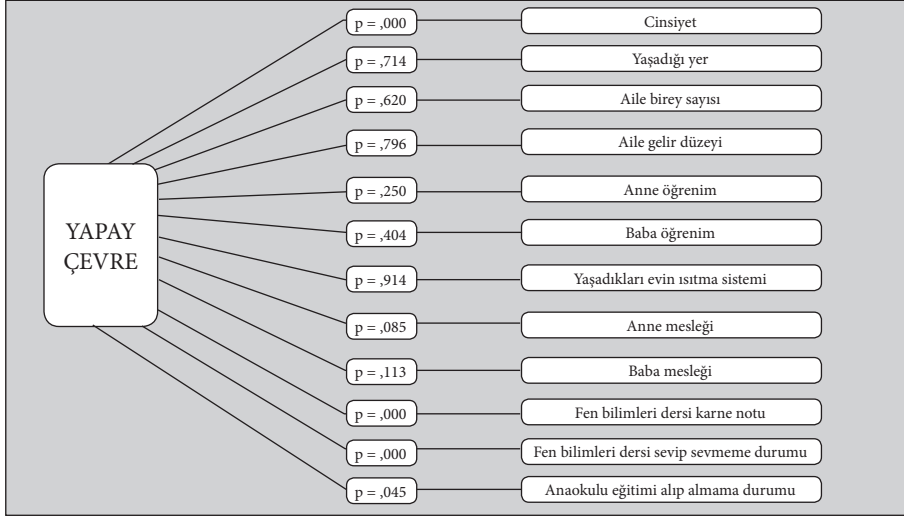 p = ,000 Cinsiyet
p = ,714 Yaşadığı yer
p = ,620 Aile birey sayısı
p = ,796 Aile gelir düzeyi
p = ,250 Anne öğrenim
YAPAY
ÇEVRE
p = ,404 Baba öğrenim
p = ,914 Yaşadıkları evin ısıtma sistemi
p = ,085 Anne mesleği
p = ,113 Baba mesleği
p = ,000 Fen bilimleri dersi karne notu
p = ,000 Fen bilimleri dersi sevip sevmeme durumu
p = ,045 Anaokulu eğitimi alıp almama durumu